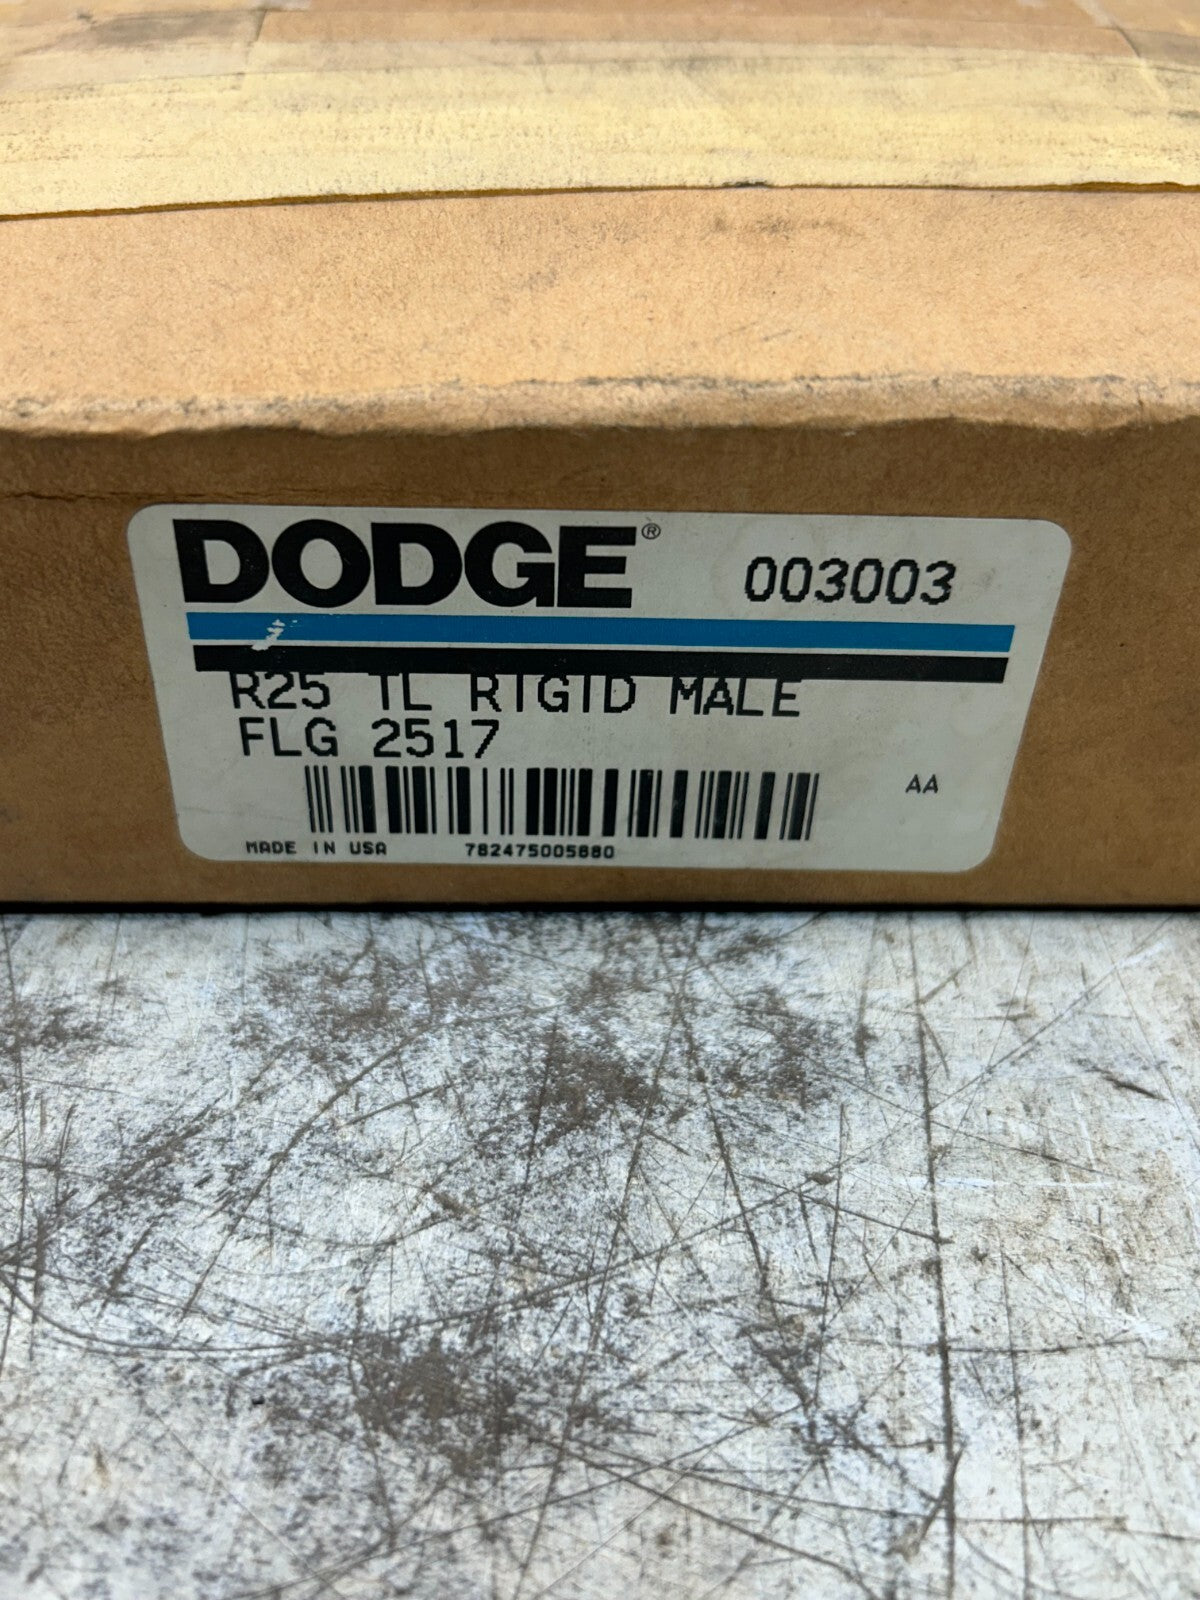 DODGE® 003003
R25 TL RIGID MALE
FLG 2517
AA
MADE IN USA 782475005880